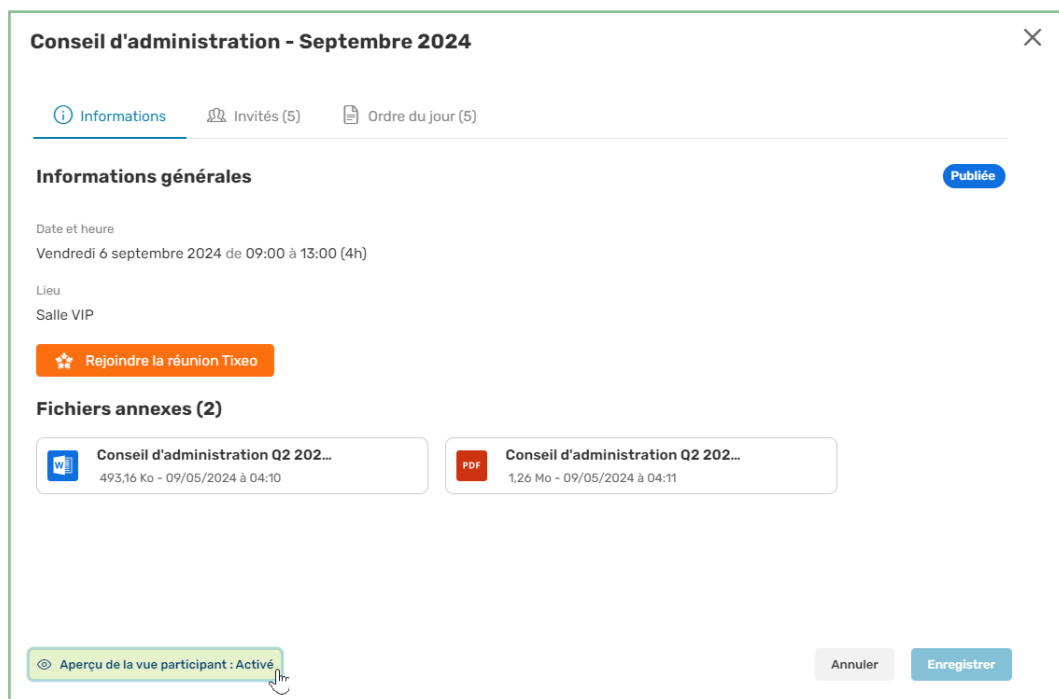 Conseil d'administration - Septembre 2024
Informations
Invités (5)
Ordre du jour (5)
Informations générales
Publiée
Date et heure
Vendredi 6 septembre 2024 de 09:00 à 13:00 (4h)
Lieu
Salle VIP
Rejoindre la réunion Tixeo
Fichiers annexes (2)
W
Conseil d'administration Q2 202...
493,16 Ko - 09/05/2024 à 04:10
PDF
Conseil d'administration Q2 202...
1,26 Mo - 09/05/2024 à 04:11
Aperçu de la vue participant : Activé
Annuler
Enregistrer